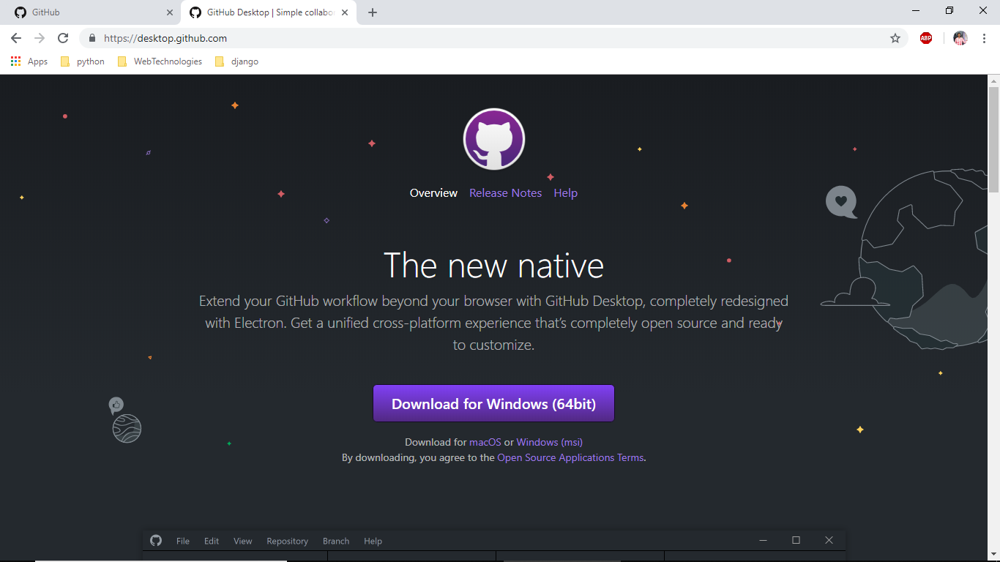 GitHub
GitHub Desktop | Simple collabo
https://desktop.github.com
ABP
Apps python WebTechnologies django
Overview Release Notes Help
The new native
Extend your GitHub workflow beyond your browser with GitHub Desktop, completely redesigned
with Electron. Get a unified cross-platform experience that's completely open source and ready
to customize.
Download for Windows (64bit)
Download for macOS or Windows (msi)
By downloading, you agree to the Open Source Applications Terms.
File Edit View Repository Branch Help